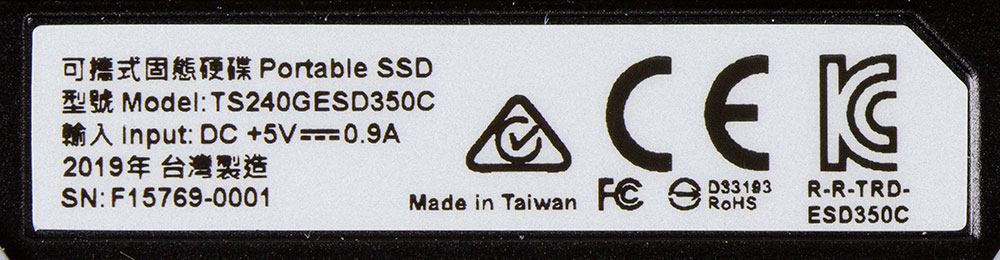 可攜式固態硬碟 Portable SSD
型號 Model: TS240GESD350C
輸入 Input: DC +5V⎓0.9A
2019年 台灣製造
SN: F15769-0001
Made in Taiwan
CE
FC
D33193
RoHS
KC
R-R-TRD-
ESD350C